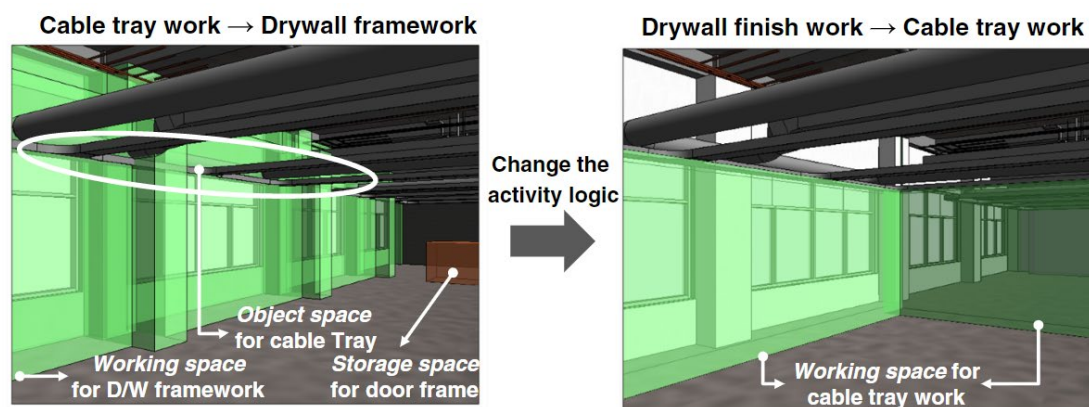 Cable tray work → Drywall framework
Object space
for cable Tray
Working space
for D/W framework
Storage space
for door frame
Change the
activity logic
Drywall finish work → Cable tray work
Working space for
cable tray work